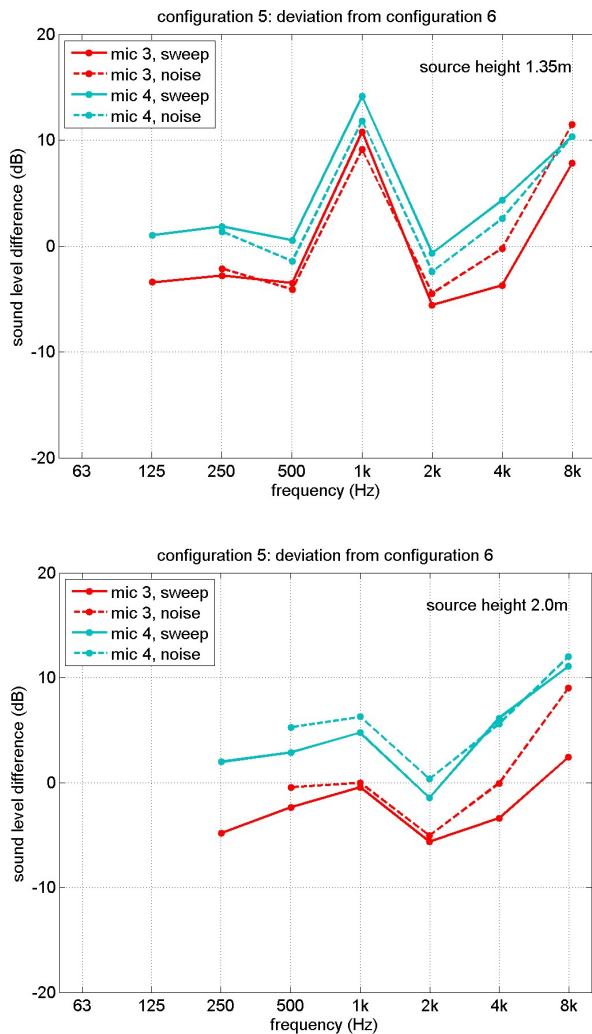 configuration 5: deviation from configuration 6
20
10
0
-10
-20
sound level difference (dB)
mic 3, sweep
mic 3, noise
mic 4, sweep
mic 4, noise
source height 1.35m
63 125 250 500 1k 2k 4k 8k
frequency (Hz)
configuration 5: deviation from configuration 6
20
10
0
-10
-20
sound level difference (dB)
mic 3, sweep
mic 3, noise
mic 4, sweep
mic 4, noise
source height 2.0m
63 125 250 500 1k 2k 4k 8k
frequency (Hz)